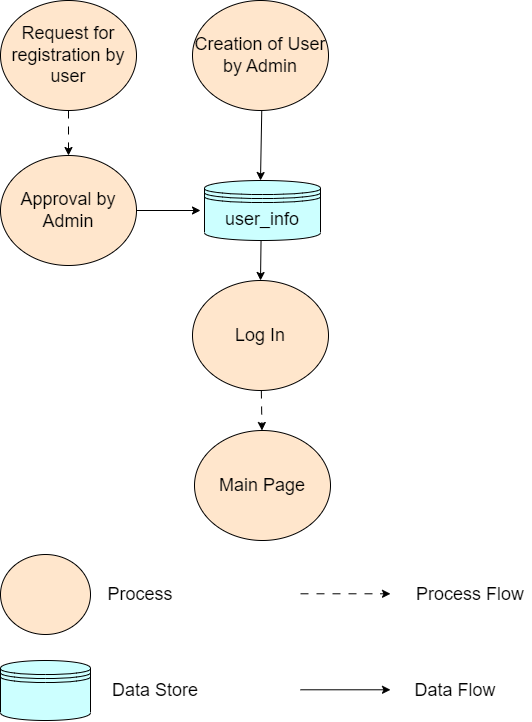 Request for
registration by
user
Creation of User
by Admin
Approval by
Admin
user_info
Log In
Main Page
Process
Process Flow
Data Store
Data Flow